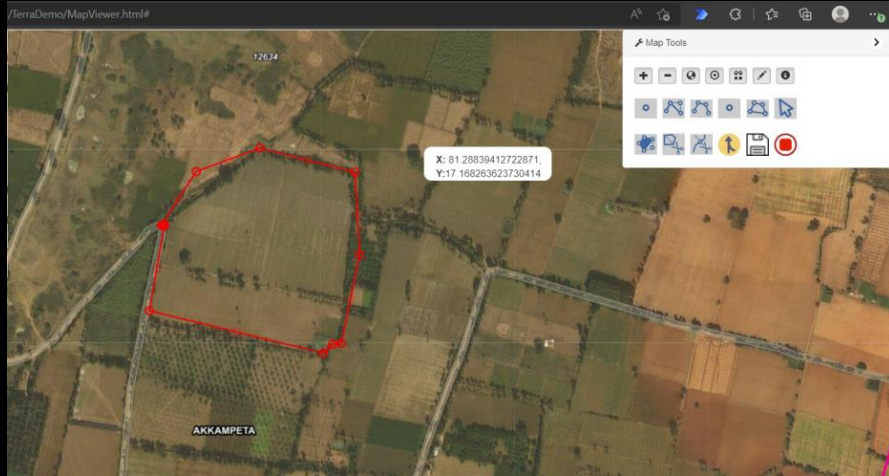 /TerraDemo/MapViewer.html#
Map Tools
12634
X: 81.28839412722871,
Y:17.168263623730414
AKKAMPETA